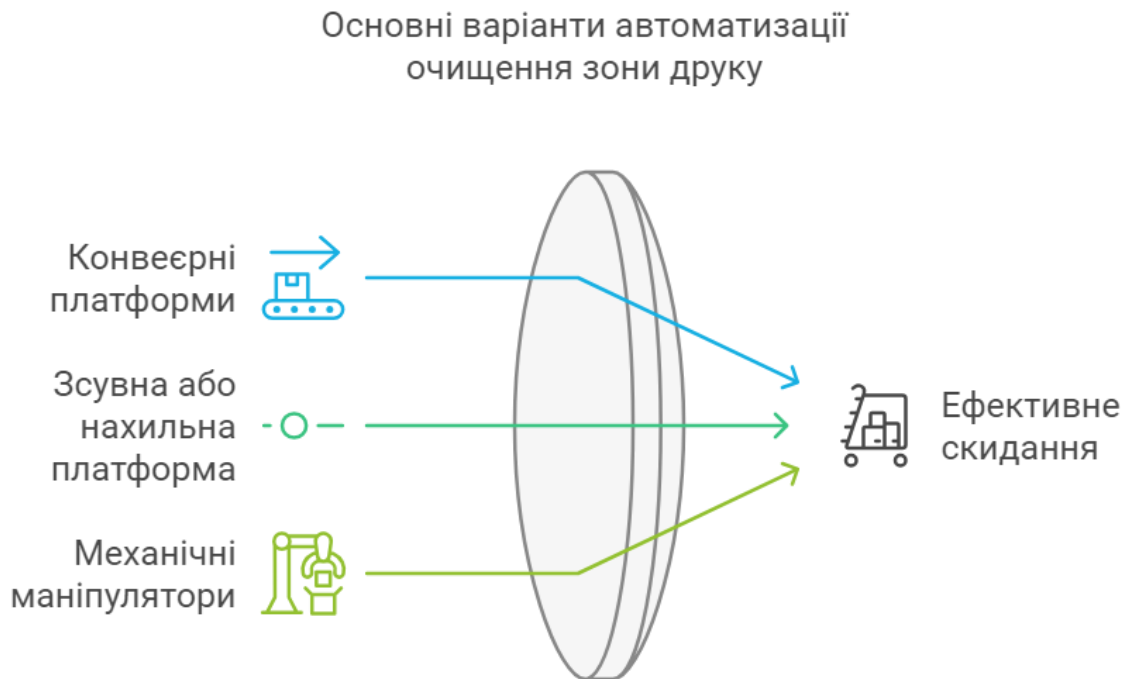 Основні варіанти автоматизації
очищення зони друку
Конвеєрні
платформи
Зсувна або
нахильна
платформа
Механічні
маніпулятори
Ефективне
скидання